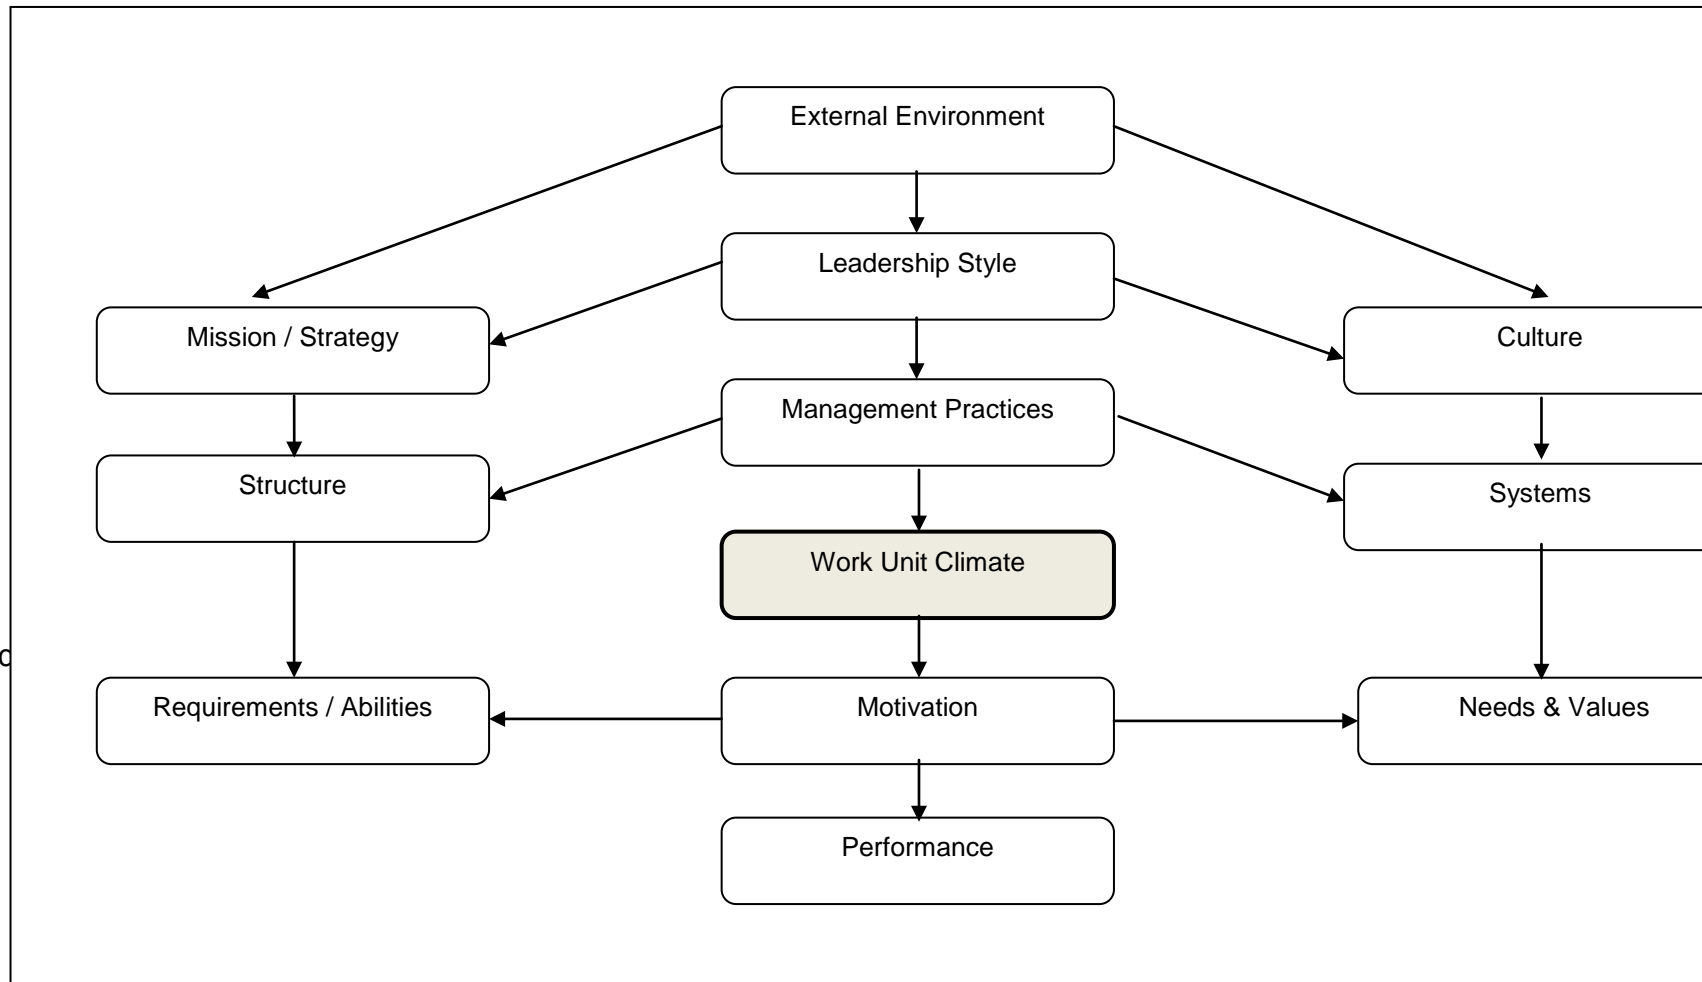 External Environment
Leadership Style
Mission / Strategy
Culture
Management Practices
Structure
Systems
Work Unit Climate
Requirements / Abilities
Motivation
Needs & Values
Performance